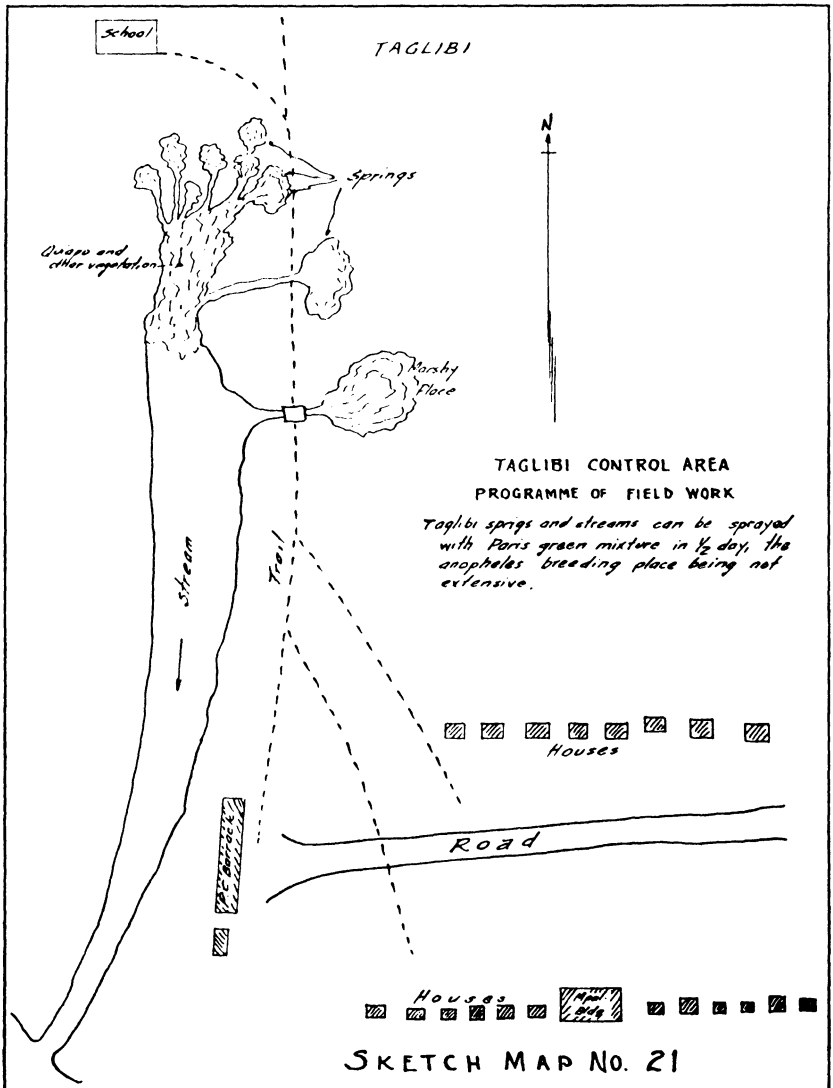 School
TAGLIBI
N
Springs
Quiapo and
other vegetation
Marshy
Place
TAGLIBI CONTROL AREA
PROGRAMME OF FIELD WORK
Taglibi sprigs and streams can be sprayed
with Paris green mixture in 1/2 day, the
anopheles breeding place being not
extensive.
Stream
Trail
Houses
Road
P.C Barrack
Houses
Mpal.
Bldg
SKETCH MAP NO. 21